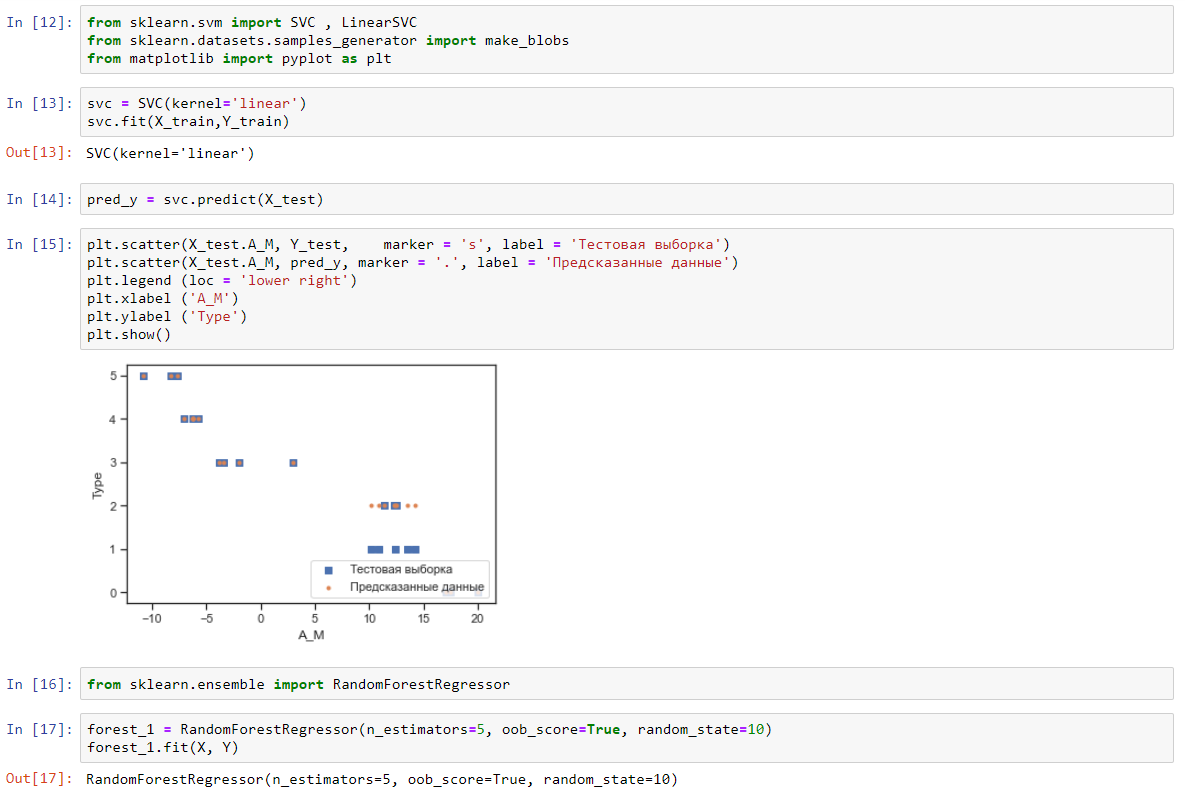 In [12]: from sklearn.svm import SVC , LinearSVC
from sklearn.datasets.samples_generator import make_blobs
from matplotlib import pyplot as plt
In [13]: svc = SVC(kernel='linear')
svc.fit(X_train,Y_train)
Out[13]: SVC(kernel='linear')
In [14]: pred_y = svc.predict(X_test)
In [15]: plt.scatter(X_test.A_M, Y_test,    marker = 's', label = 'Тестовая выборка')
plt.scatter(X_test.A_M, pred_y, marker = '.', label = 'Предсказанные данные')
plt.legend (loc = 'lower right')
plt.xlabel ('A_M')
plt.ylabel ('Type')
plt.show()
5
4
3
2
1
0
Type
Тестовая выборка
Предсказанные данные
−10 −5 0 5 10 15 20
A_M
In [16]: from sklearn.ensemble import RandomForestRegressor
In [17]: forest_1 = RandomForestRegressor(n_estimators=5, oob_score=True, random_state=10)
forest_1.fit(X, Y)
Out[17]: RandomForestRegressor(n_estimators=5, oob_score=True, random_state=10)